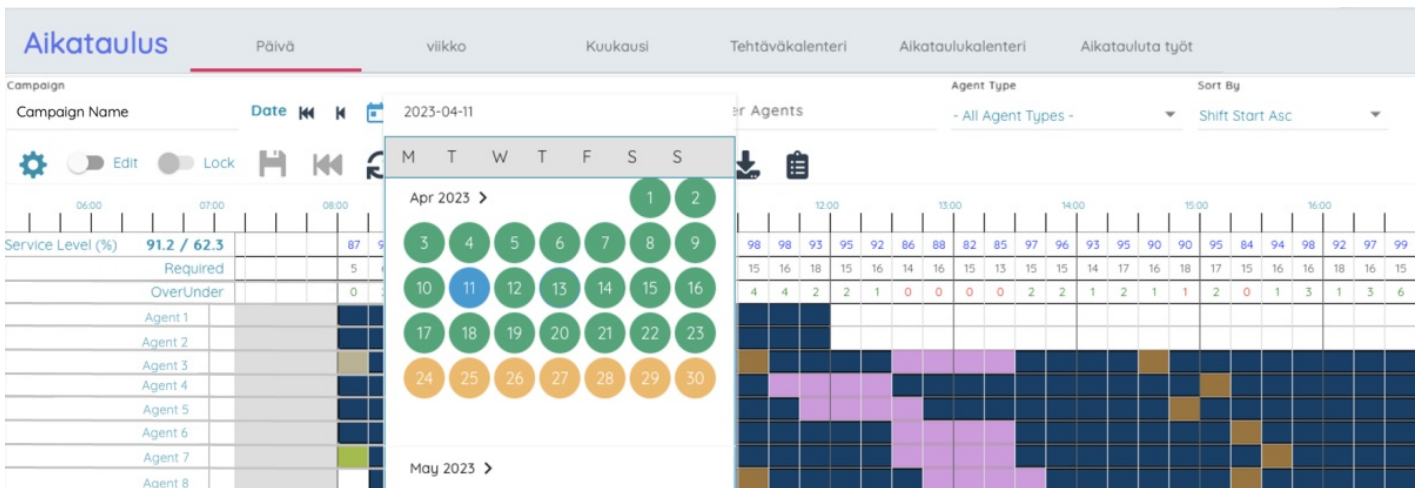 Aikataulus Päivä viikko Kuukausi Tehtäväkalenteri Aikataulukalenteri Aikatauluta työt
Campaign Agent Type Sort By
Campaign Name Date 2023-04-11 er Agents - All Agent Types - Shift Start Asc
Edit Lock
M T W T F S S
Apr 2023
1 2
3 4 5 6 7 8 9
10 11 12 13 14 15 16
17 18 19 20 21 22 23
24 25 26 27 28 29 30
May 2023
06:00 07:00 08:00 12:00 13:00 14:00 15:00 16:00
Service Level (%) 91.2 / 62.3 87 98 98 93 95 92 86 88 82 85 97 96 93 95 90 90 95 84 94 98 92 97 99
Required 5 15 16 18 15 16 14 16 15 13 15 15 14 17 16 18 17 15 16 16 18 16 15
OverUnder 0 4 4 2 2 1 0 0 0 0 2 2 1 2 1 1 2 0 1 3 1 3 6
Agent 1
Agent 2
Agent 3
Agent 4
Agent 5
Agent 6
Agent 7
Agent 8